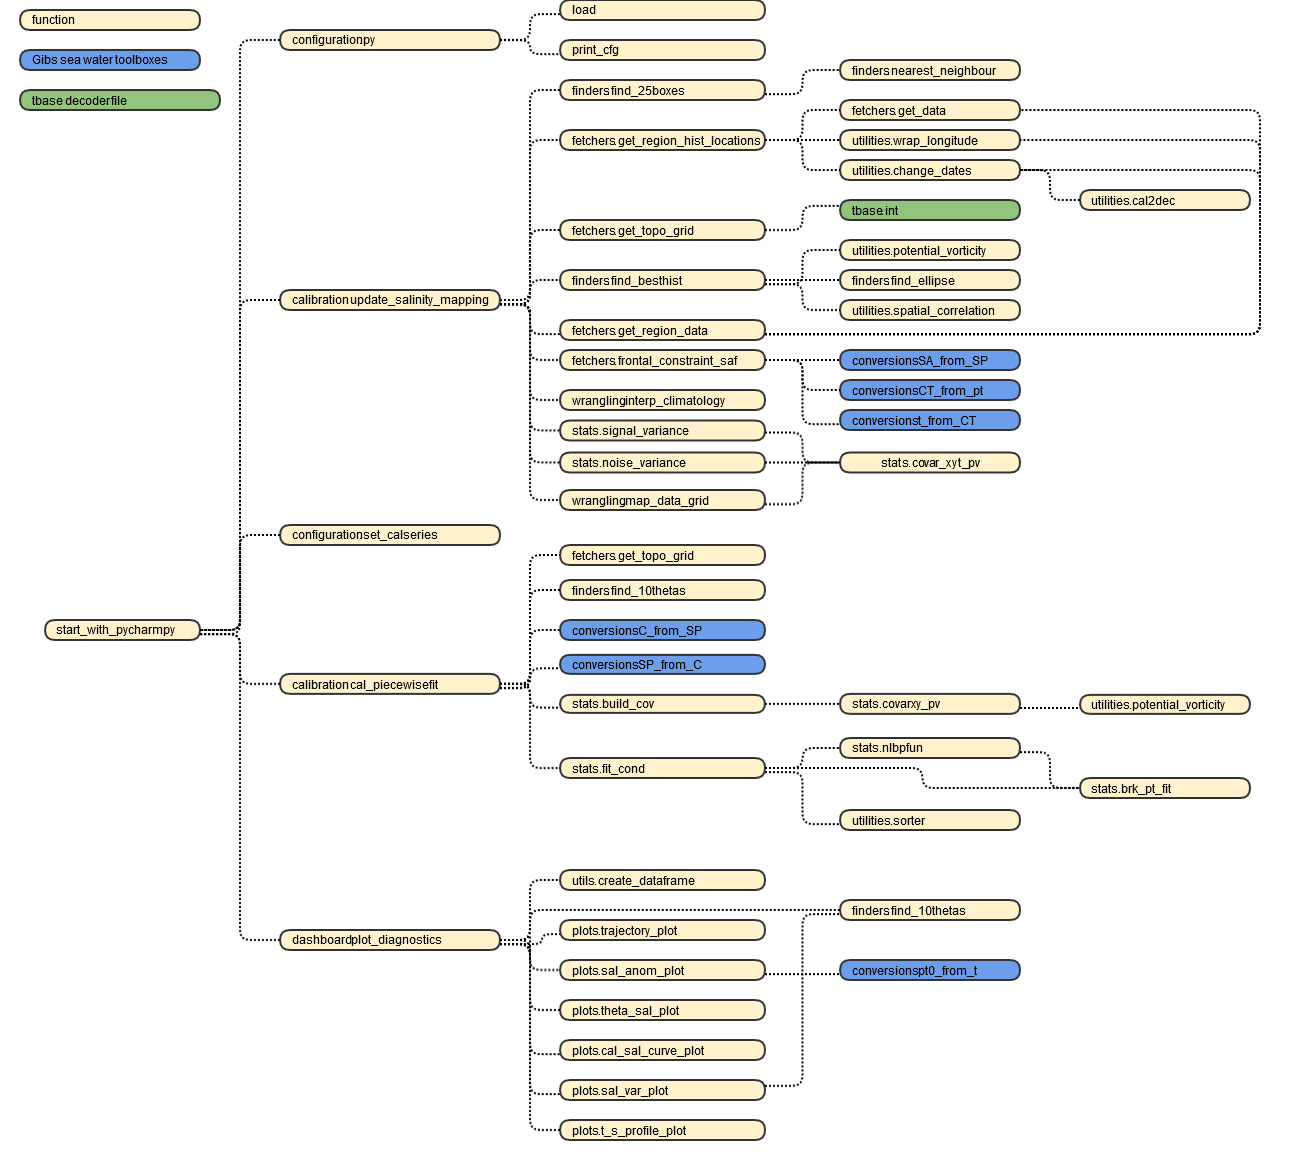 function
Gibs sea water toolboxes
tbase decoderfile
configurationpy
load
print_cfg
calibrationupdate_salinity_mapping
findersfind_25boxes
findersnearest_neighbour
fetchers.get_region_hist_locations
fetchers.get_data
utilities.wrap_longitude
utilities.change_dates
utilities.cal2dec
fetchers.get_topo_grid
tbase.int
findersfind_besthist
utilities.potential_vorticity
findersfind_ellipse
utilities.spatial_correlation
fetchers.get_region_data
fetchers.frontal_constraint_saf
conversionsSA_from_SP
conversionsCT_from_pt
conversionst_from_CT
wranglinginterp_climatology
stats.signal_variance
stats.noise_variance
stats.covar_xyt_pv
wranglingmap_data_grid
configurationset_calseries
start_with_pycharmpy
calibrationcal_piecewisefit
fetchers.get_topo_grid
findersfind_10thetas
conversionsC_from_SP
conversionsSP_from_C
stats.build_cov
stats.covarxy_pv
utilities.potential_vorticity
stats.fit_cond
stats.nlbpfun
stats.brk_pt_fit
utilities.sorter
dashboardplot_diagnostics
utils.create_dataframe
findersfind_10thetas
plots.trajectory_plot
plots.sal_anom_plot
conversionspt0_from_t
plots.theta_sal_plot
plots.cal_sal_curve_plot
plots.sal_var_plot
plots.t_s_profile_plot